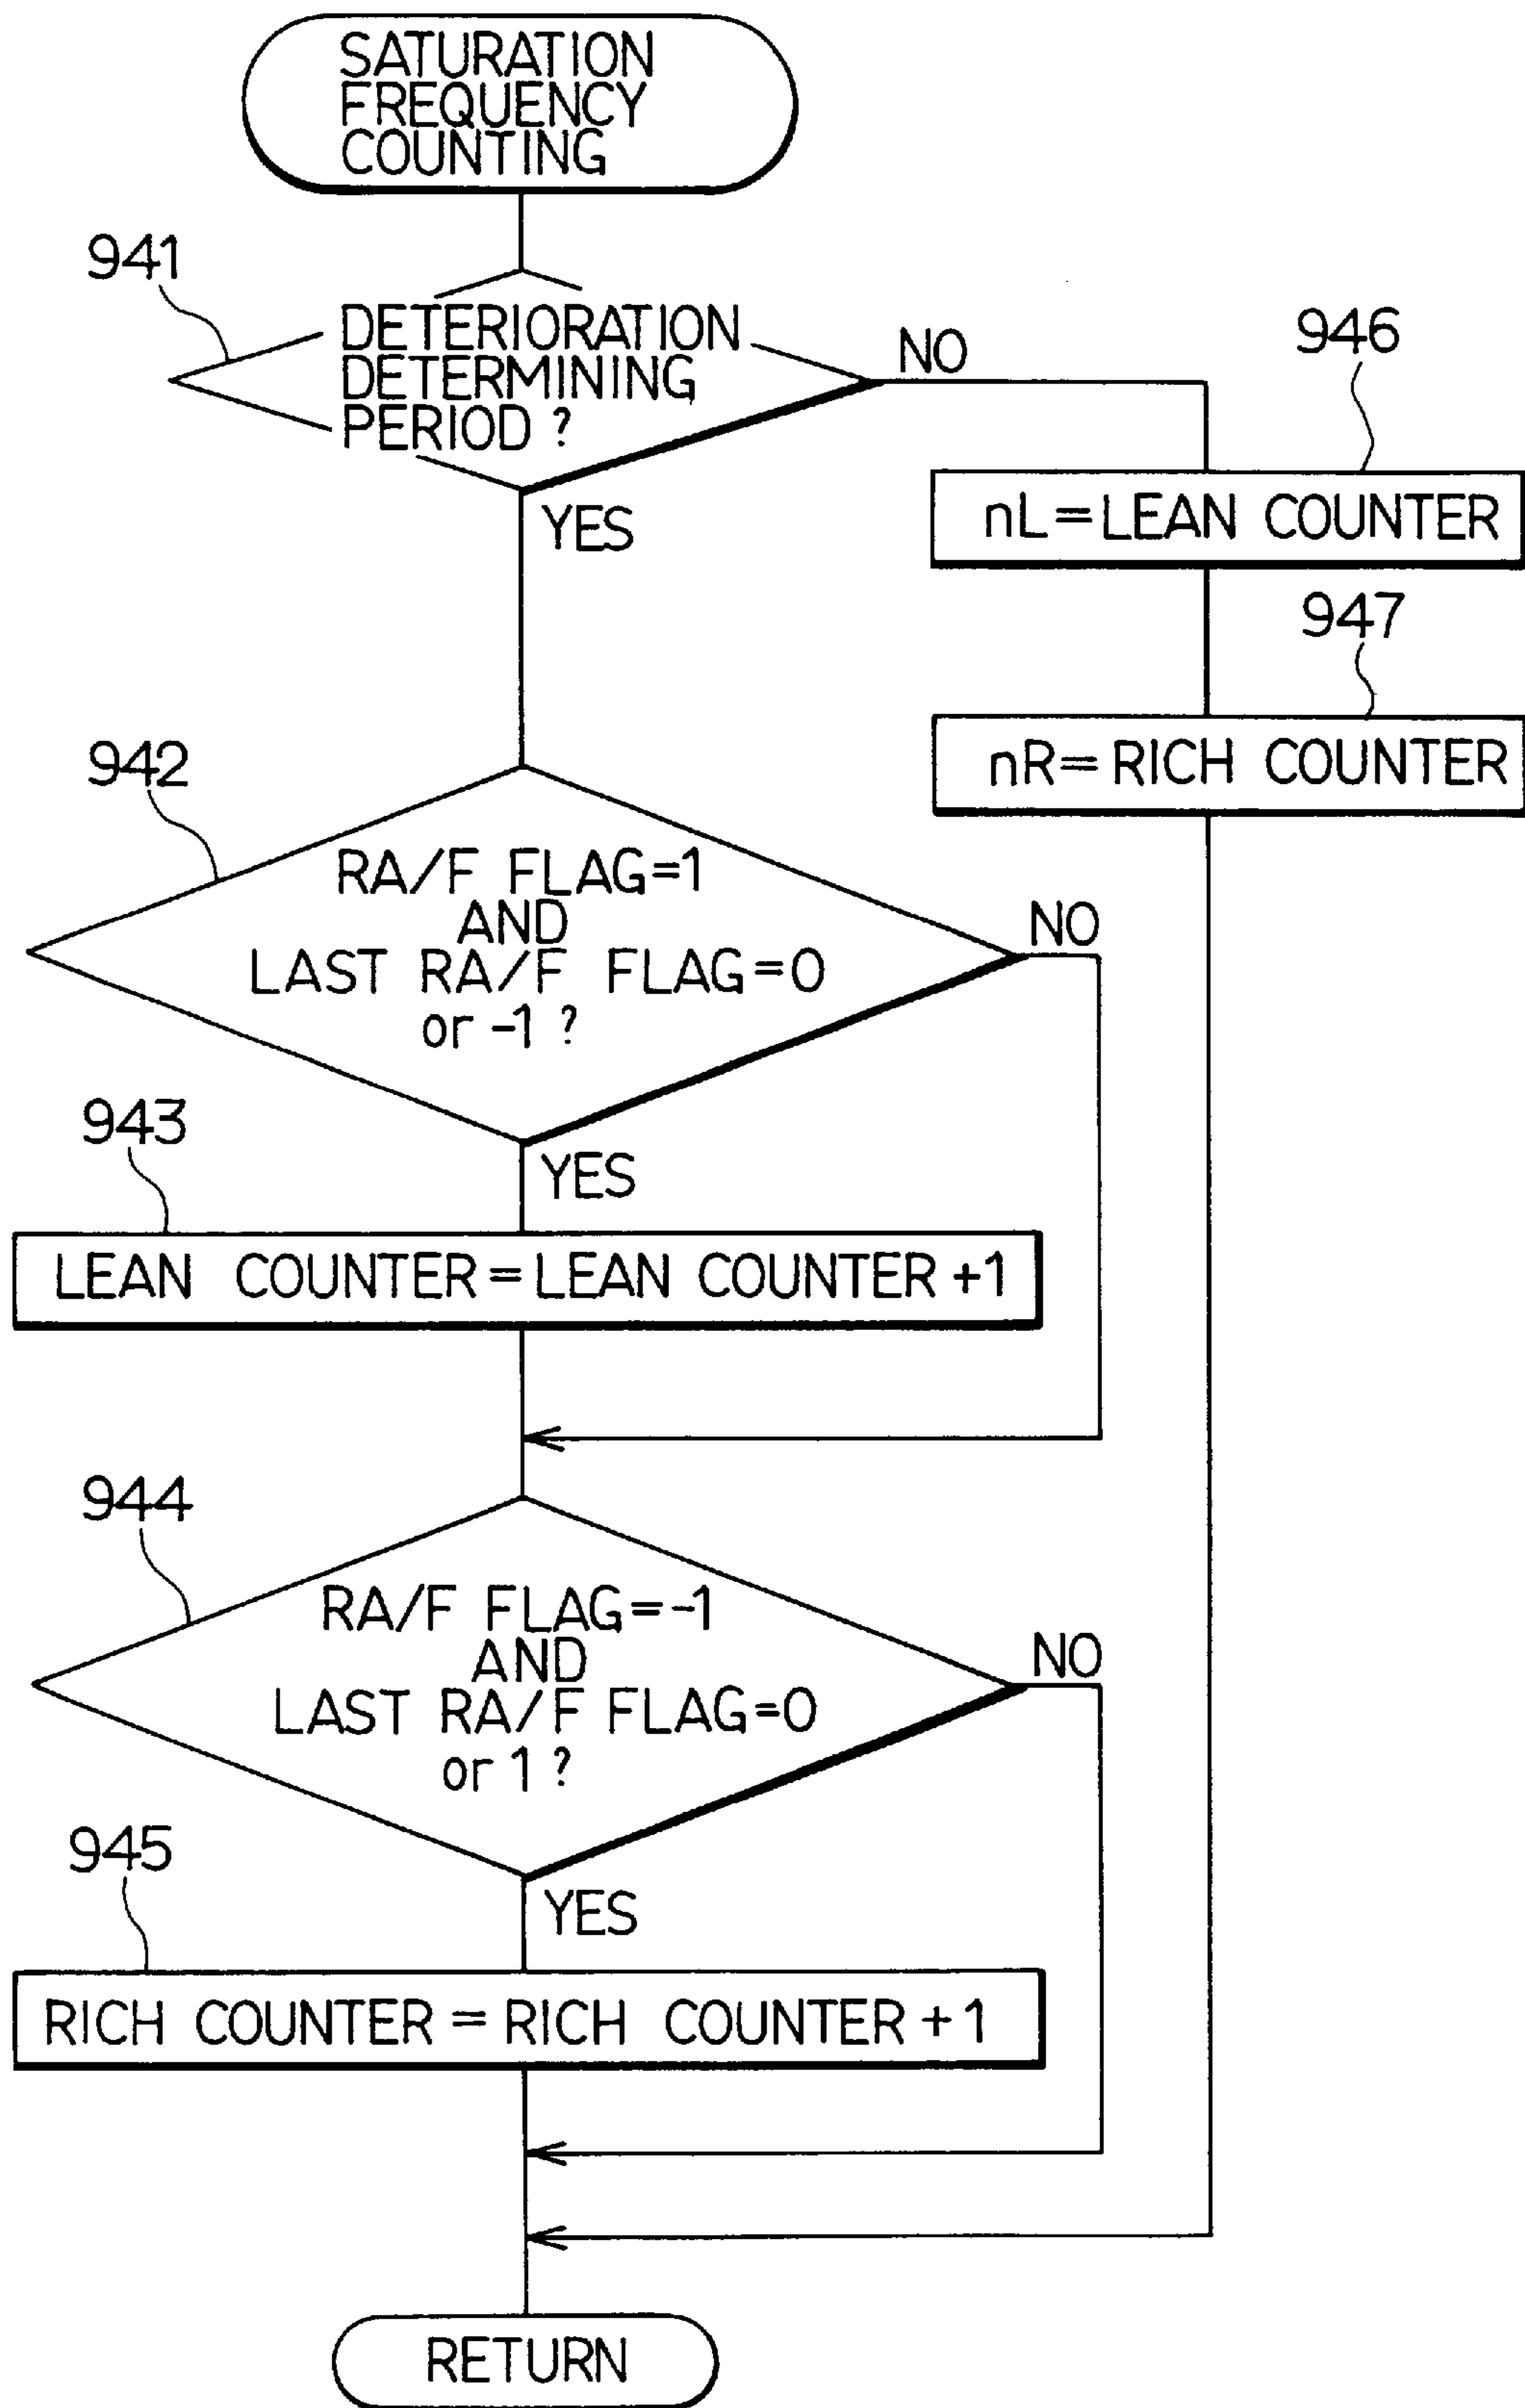 SATURATION
FREQUENCY
COUNTING
941
DETERIORATION
DETERMINING
PERIOD ?
NO
YES
946
nL=LEAN COUNTER
947
nR=RICH COUNTER
942
RA/F FLAG=1
AND
LAST RA/F FLAG=0
or -1 ?
NO
YES
943
LEAN COUNTER=LEAN COUNTER +1
944
RA/F FLAG=-1
AND
LAST RA/F FLAG=0
or 1 ?
NO
YES
945
RICH COUNTER = RICH COUNTER +1
RETURN